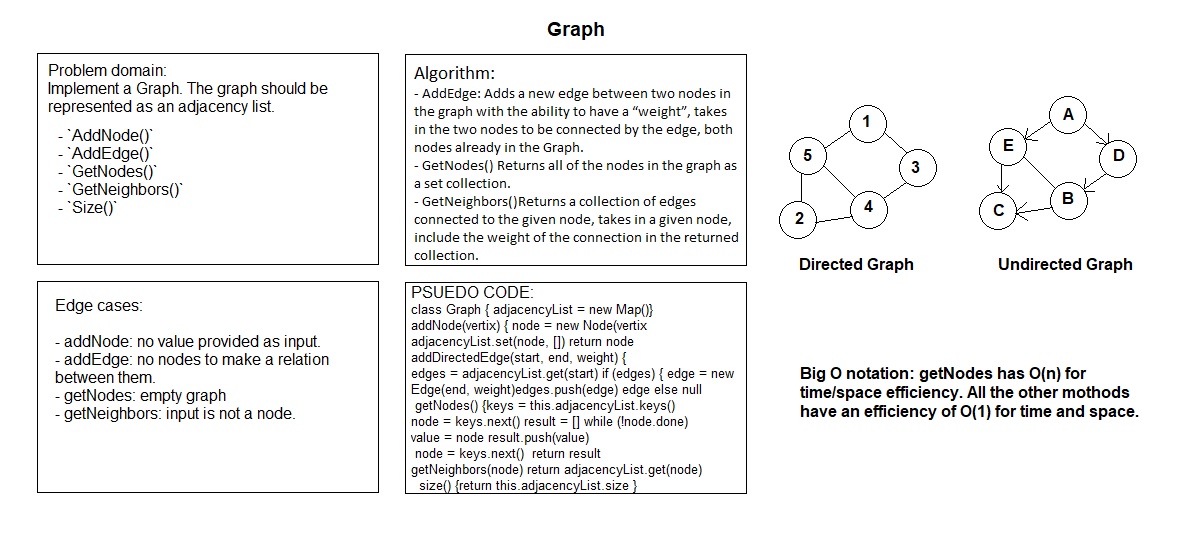 Graph
Problem domain:
Implement a Graph. The graph should be
represented as an adjacency list.
- `AddNode()`
- `AddEdge()`
- `GetNodes()`
- `GetNeighbors()`
- `Size()`
Algorithm:
- AddEdge: Adds a new edge between two nodes in
the graph with the ability to have a “weight”, takes
in the two nodes to be connected by the edge, both
nodes already in the Graph.
- GetNodes() Returns all of the nodes in the graph as
a set collection.
- GetNeighbors()Returns a collection of edges
connected to the given node, takes in a given node,
include the weight of the connection in the returned
collection.
1
5
3
2
4
Directed Graph
A
E
D
C
B
Undirected Graph
Edge cases:
- addNode: no value provided as input.
- addEdge: no nodes to make a relation
between them.
- getNodes: empty graph
- getNeighbors: input is not a node.
PSUEDO CODE:
class Graph { adjacencyList = new Map()}
addNode(vertix) { node = new Node(vertix
adjacencyList.set(node, []) return node
addDirectedEdge(start, end, weight) {
edges = adjacencyList.get(start) if (edges) { edge = new
Edge(end, weight)edges.push(edge) edge else null
getNodes() {keys = this.adjacencyList.keys()
node = keys.next() result = [] while (!node.done)
value = node result.push(value)
node = keys.next() return result
getNeighbors(node) return adjacencyList.get(node)
size() {return this.adjacencyList.size }
Big O notation: getNodes has O(n) for
time/space efficiency. All the other mothods
have an efficiency of O(1) for time and space.